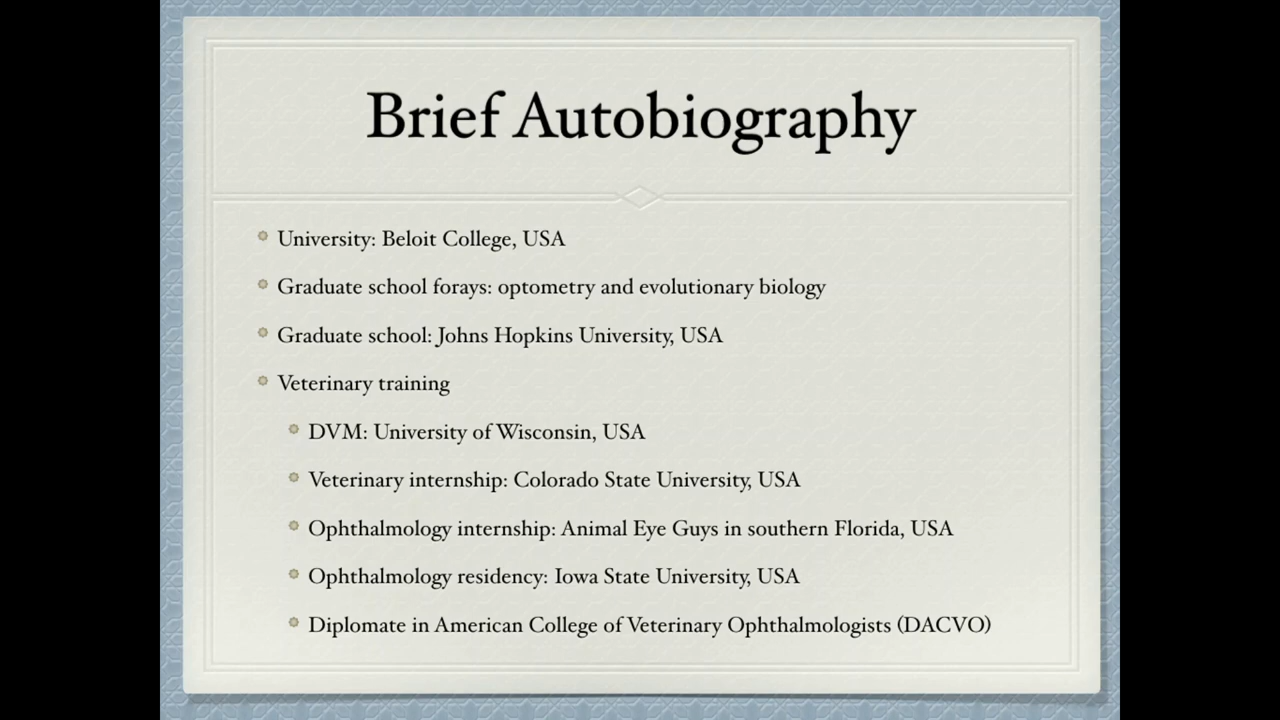 Brief Autobiography
University: Beloit College, USA
Graduate school forays: optometry and evolutionary biology
Graduate school: Johns Hopkins University, USA
Veterinary training
DVM: University of Wisconsin, USA
Veterinary internship: Colorado State University, USA
Ophthalmology internship: Animal Eye Guys in southern Florida, USA
Ophthalmology residency: Iowa State University, USA
Diplomate in American College of Veterinary Ophthalmologists (DACVO)